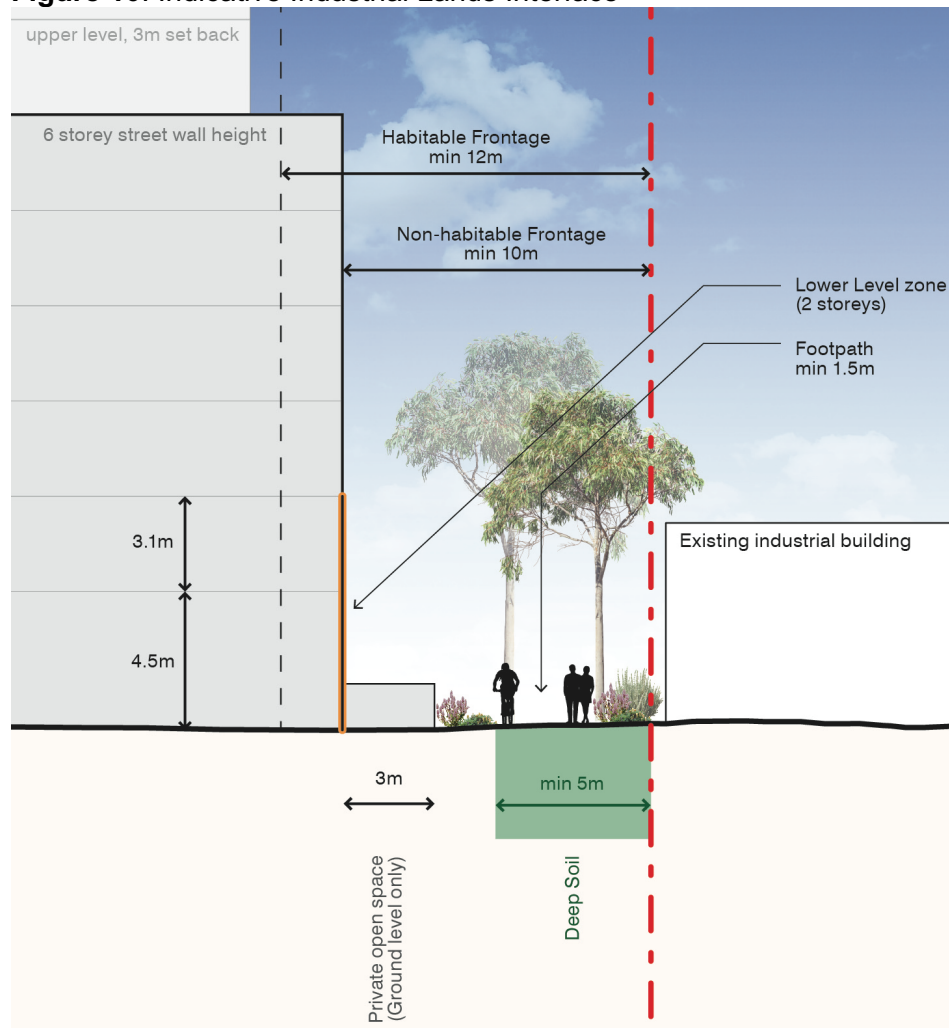 upper level, 3m set back
6 storey street wall height
Habitable Frontage
min 12m
Non-habitable Frontage
min 10m
Lower Level zone
(2 storeys)
Footpath
min 1.5m
3.1m
Existing industrial building
4.5m
3m
min 5m
Private open space
(Ground level only)
Deep Soil